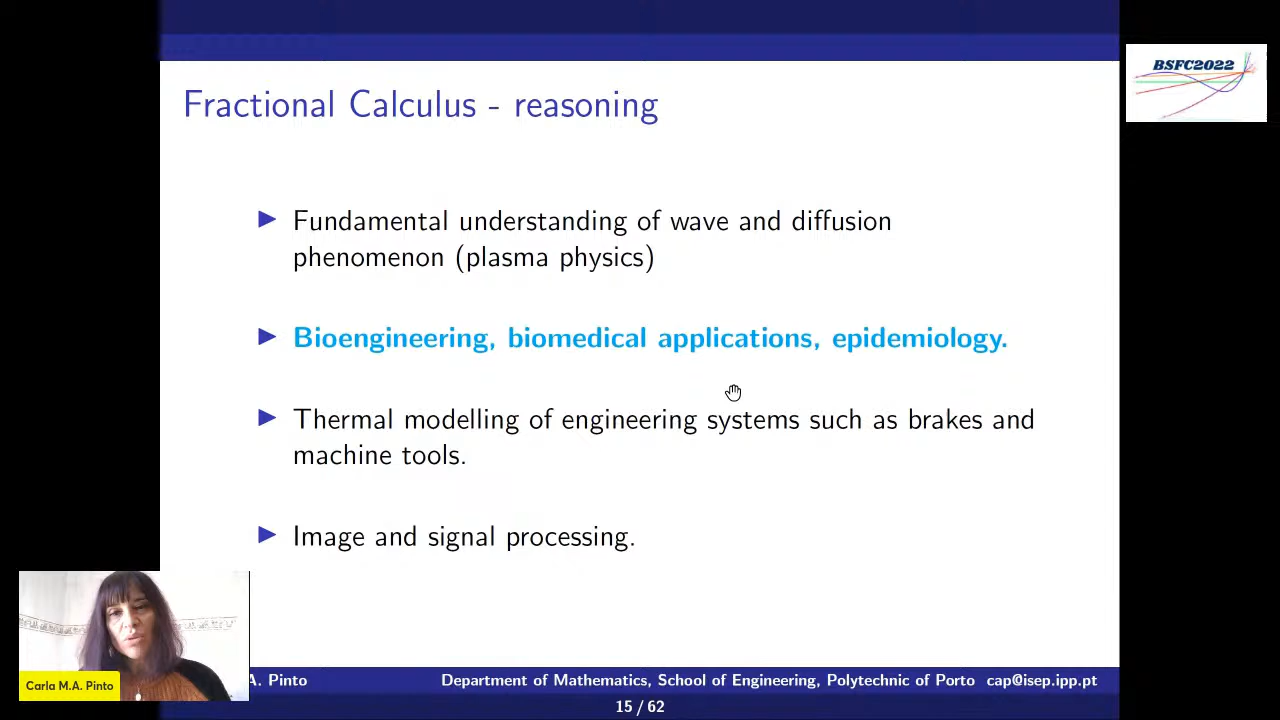 BSFC2022
Fractional Calculus - reasoning
Fundamental understanding of wave and diffusion
phenomenon (plasma physics)
Bioengineering, biomedical applications, epidemiology.
Thermal modelling of engineering systems such as brakes and
machine tools.
Image and signal processing.
Carla M.A. Pinto
A. Pinto Department of Mathematics, School of Engineering, Polytechnic of Porto cap@isep.ipp.pt
15 / 62